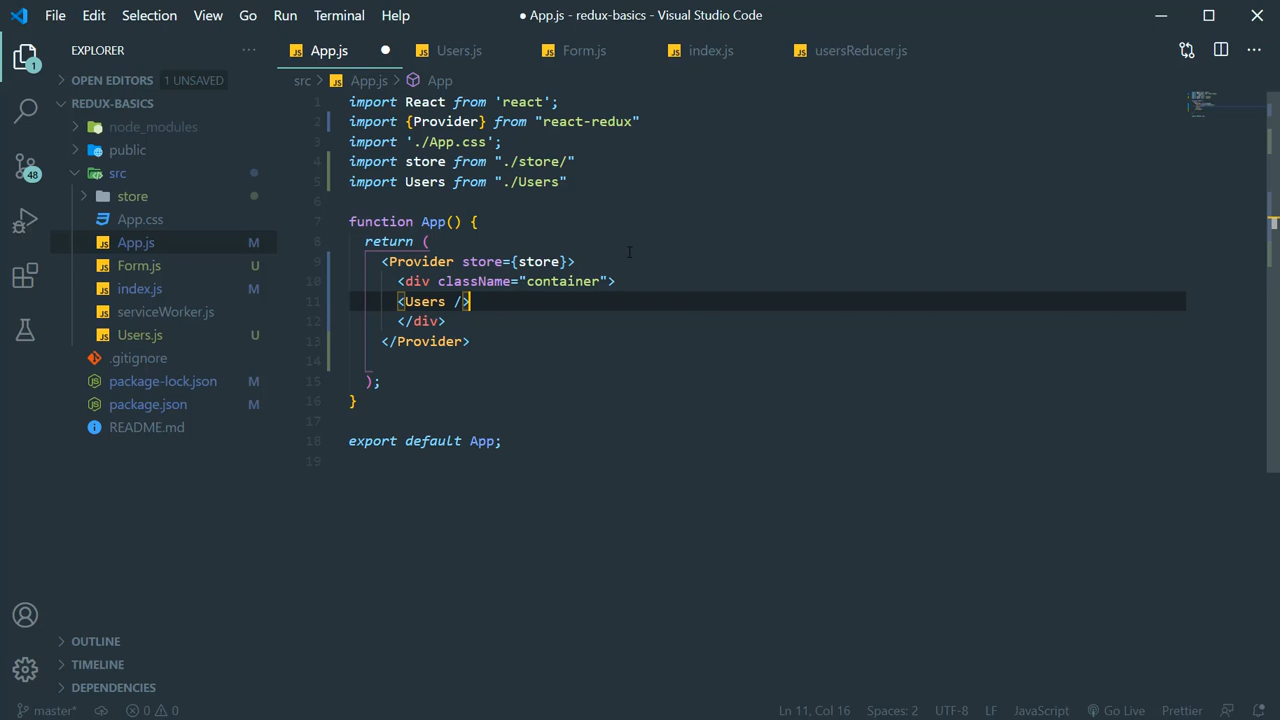 File Edit Selection View Go Run Terminal Help
● App.js - redux-basics - Visual Studio Code
EXPLORER
App.js Users.js Form.js index.js usersReducer.js
OPEN EDITORS 1 UNSAVED
src > App.js > App
REDUX-BASICS
node_modules
public
src
store
App.css
App.js M
Form.js U
index.js M
serviceWorker.js
Users.js U
.gitignore
package-lock.json M
package.json M
README.md
OUTLINE
TIMELINE
DEPENDENCIES
1
48
1 import React from 'react';
2 import {Provider} from "react-redux"
3 import './App.css';
4 import store from "./store/"
5 import Users from "./Users"
6
7 function App() {
8 return (
9 <Provider store={store}>
10 <div className="container">
11 <Users />
12 </div>
13 </Provider>
14
15 );
16 }
17
18 export default App;
19
master* 0 0 Ln 11, Col 16 Spaces: 2 UTF-8 LF JavaScript Go Live Prettier